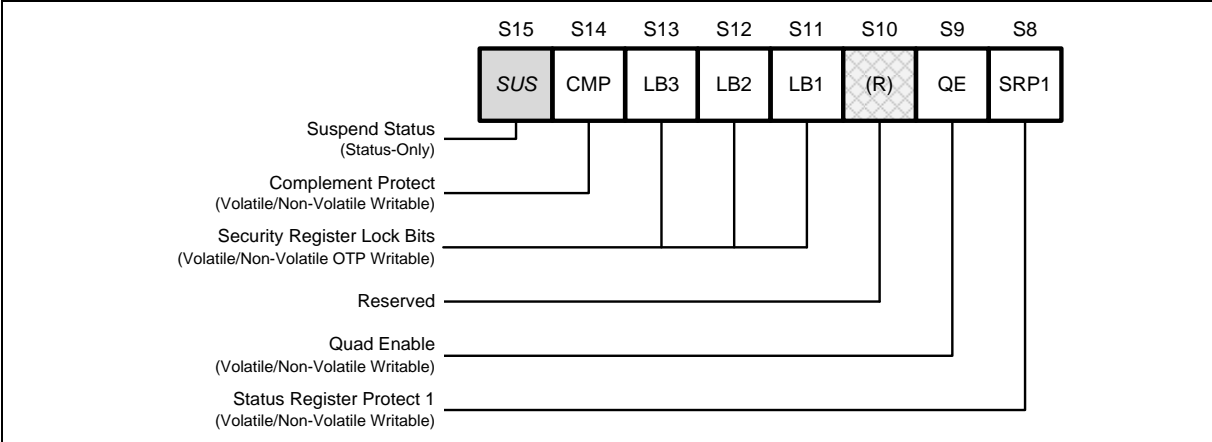 S15 S14 S13 S12 S11 S10 S9 S8
SUS CMP LB3 LB2 LB1 (R) QE SRP1
Suspend Status
(Status-Only)
Complement Protect
(Volatile/Non-Volatile Writable)
Security Register Lock Bits
(Volatile/Non-Volatile OTP Writable)
Reserved
Quad Enable
(Volatile/Non-Volatile Writable)
Status Register Protect 1
(Volatile/Non-Volatile Writable)